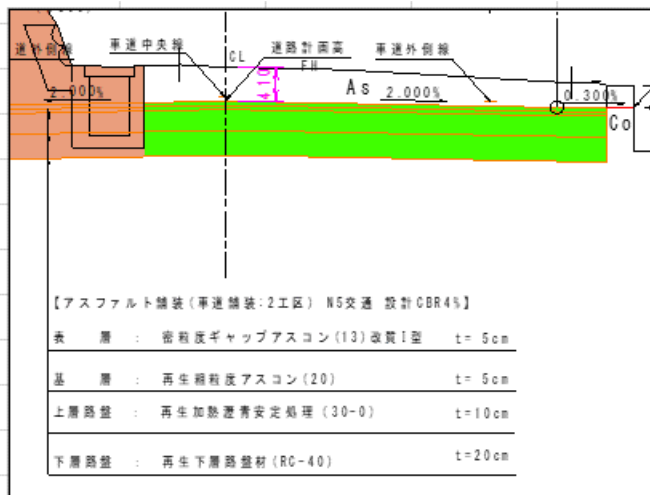 道外側線 車道中央線 CL 道路計画高 車道外側線
FH
410
2.000% As 2.000% 0.300%
Co
【アスファルト舗装(車道舗装:2工区) N5交通 設計CBR4%】
表 層 : 密粒度ギャップアスコン(13)改質I型 t= 5cm
基 層 : 再生粗粒度アスコン(20) t= 5cm
上層路盤 : 再生加熱瀝青安定処理(30-0) t=10cm
下層路盤 : 再生下層路盤材(RC-40) t=20cm